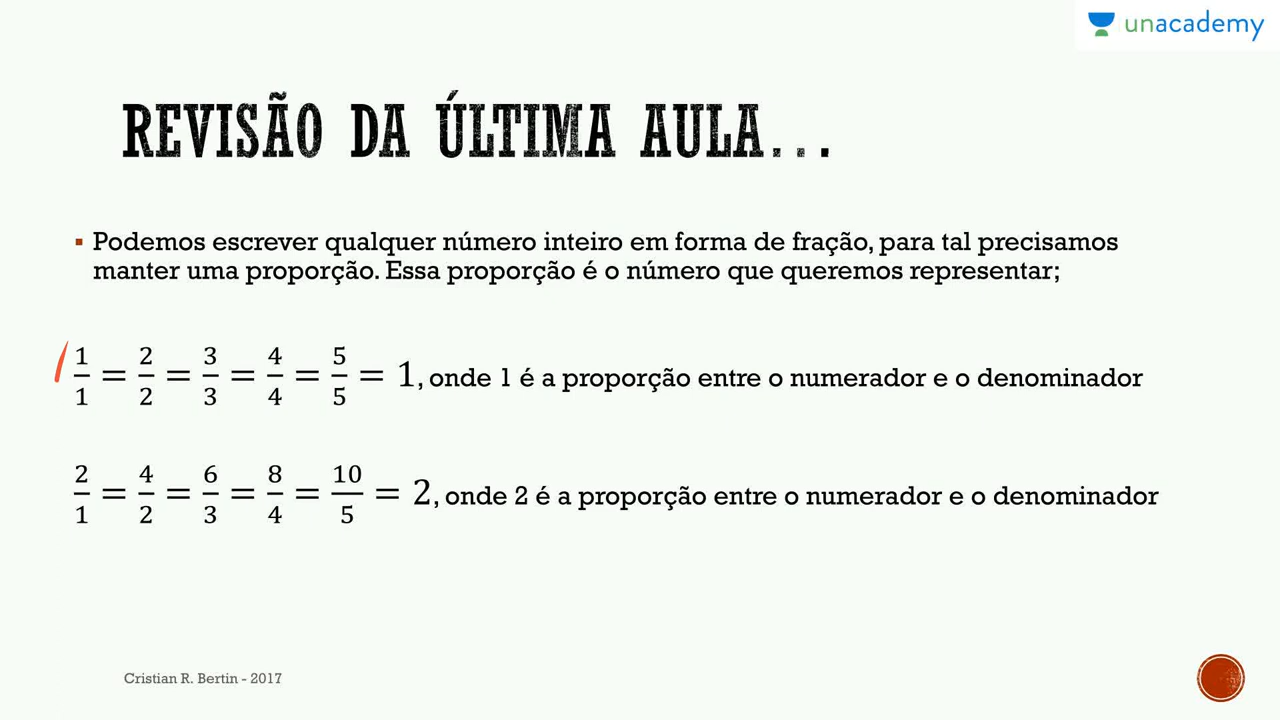 unacademy
REVISÃO DA ÚLTIMA AULA...
▪ Podemos escrever qualquer número inteiro em forma de fração, para tal precisamos
manter uma proporção. Essa proporção é o número que queremos representar;
1/1 = 2/2 = 3/3 = 4/4 = 5/5 = 1, onde 1 é a proporção entre o numerador e o denominador
2/1 = 4/2 = 6/3 = 8/4 = 10/5 = 2, onde 2 é a proporção entre o numerador e o denominador
Cristian R. Bertin - 2017